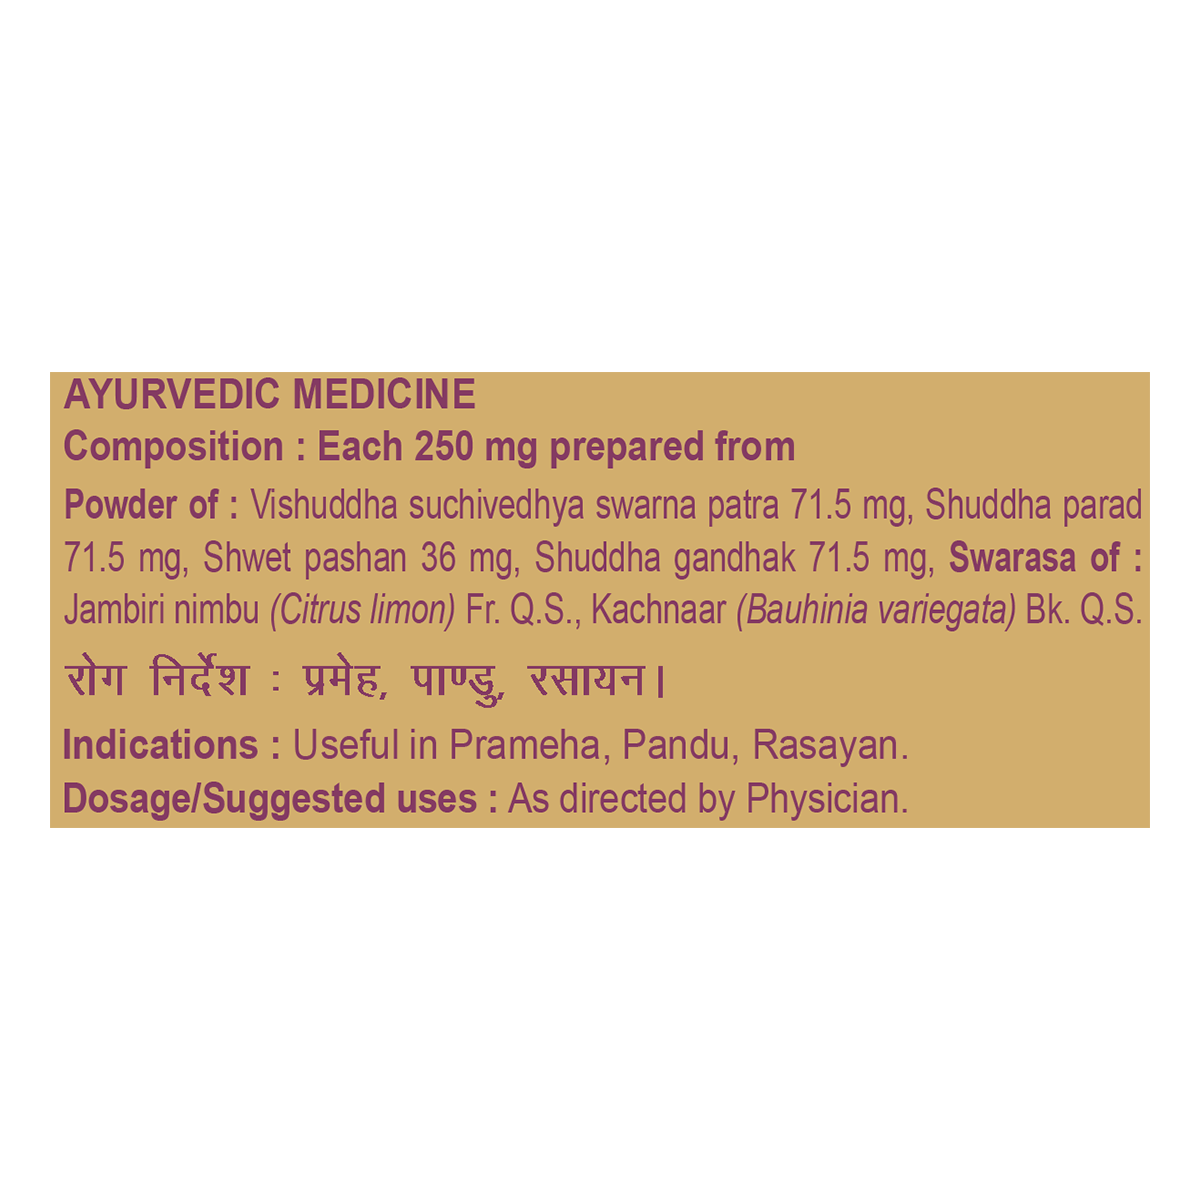 AYURVEDIC MEDICINE
Composition : Each 250 mg prepared from
Powder of : Vishuddha suchivedhya swarna patra 71.5 mg, Shuddha parad
71.5 mg, Shwet pashan 36 mg, Shuddha gandhak 71.5 mg, Swarasa of :
Jambiri nimbu (Citrus limon) Fr. Q.S., Kachnaar (Bauhinia variegata) Bk. Q.S.
रोग निर्देश : प्रमेह, पाण्डु, रसायन।
Indications : Useful in Prameha, Pandu, Rasayan.
Dosage/Suggested uses : As directed by Physician.